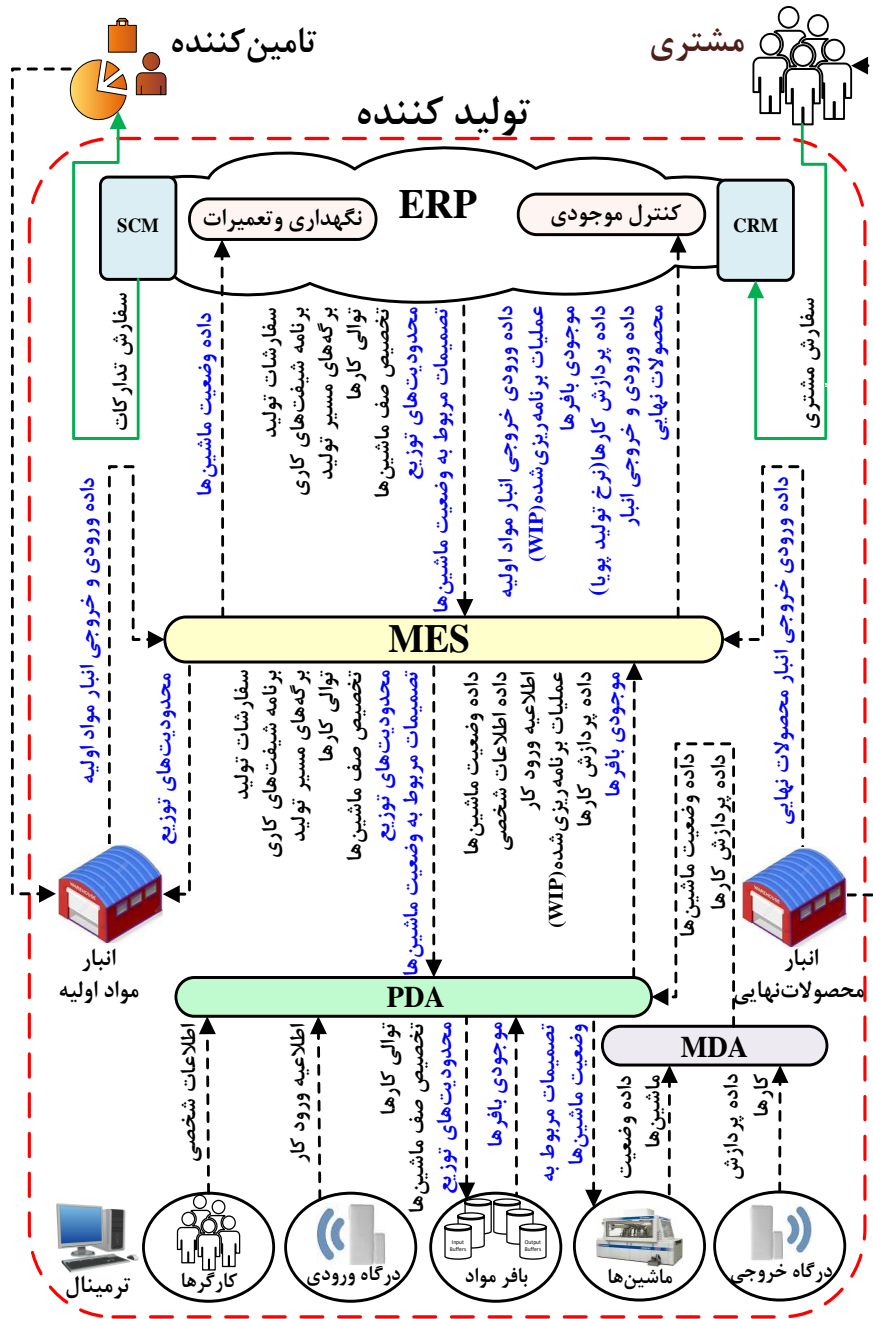 تامین‌کننده
مشتری
تولید کننده
ERP
SCM
CRM
نگهداری وتعمیرات
کنترل موجودی
سفارش تدارکات
سفارش مشتری
داده وضعیت ماشین‌ها
سفارشات تولید
برنامه شیفت‌های کاری
برگه‌های مسیر تولید
توالی کارها
تخصیص صف ماشین‌ها
محدودیت‌های توزیع
تصمیمات مربوط به وضعیت ماشین‌ها
داده ورودی خروجی انبار مواد اولیه
عملیات برنامه‌ریزی‌شده(WIP)
موجودی بافرها
داده پردازش کارها(نرخ تولید پویا)
داده ورودی و خروجی انبار
محصولات نهایی
داده ورودی و خروجی انبار مواد اولیه
داده ورودی خروجی انبار محصولات نهایی
MES
محدودیت‌های توزیع
سفارشات تولید
برنامه شیفت‌های کاری
برگه‌های مسیر تولید
توالی کارها
تخصیص صف ماشین‌ها
محدودیت‌های توزیع
تصمیمات مربوط به وضعیت ماشین‌ها
داده وضعیت ماشین‌ها
داده اطلاعات شخصی
اطلاعیه ورود کار
عملیات برنامه‌ریزی‌شده(WIP)
داده پردازش کارها
موجودی بافرها
داده وضعیت ماشین‌ها
داده پردازش کارها
WAREHOUSE
انبار
مواد اولیه
WAREHOUSE
انبار
محصولات‌نهایی
PDA
MDA
اطلاعات شخصی
اطلاعیه ورود کار
توالی کارها
تخصیص صف ماشین‌ها
محدودیت‌های توزیع
موجودی بافرها
تصمیمات مربوط به
وضعیت ماشین‌ها
داده وضعیت
ماشین‌ها
داده پردازش
کارها
ترمینال
کارگرها
درگاه ورودی
Input
Buffers
Output
Buffers
بافر مواد
ماشین‌ها
درگاه خروجی